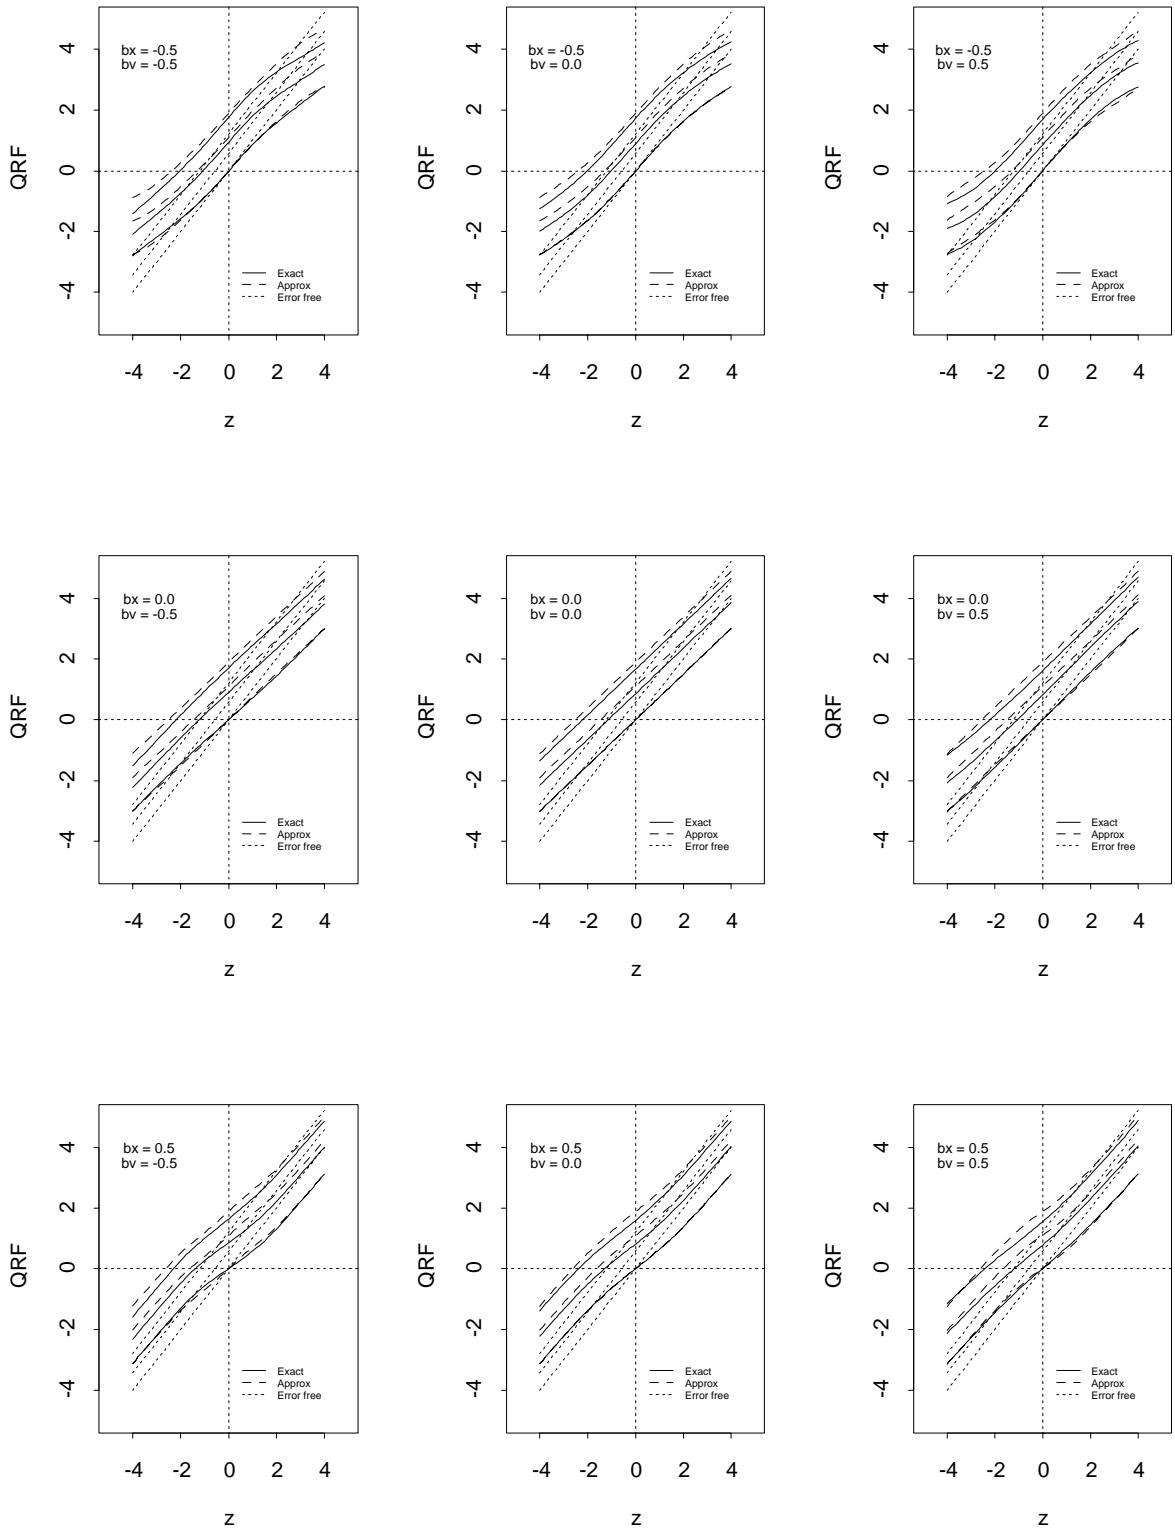 bx = -0.5
bv = -0.5
QRF
4
2
0
-2
-4
Exact
Approx
Error free
-4 -2 0 2 4
z
bx = -0.5
bv = 0.0
QRF
4
2
0
-2
-4
Exact
Approx
Error free
-4 -2 0 2 4
z
bx = -0.5
bv = 0.5
QRF
4
2
0
-2
-4
Exact
Approx
Error free
-4 -2 0 2 4
z
bx = 0.0
bv = -0.5
QRF
4
2
0
-2
-4
Exact
Approx
Error free
-4 -2 0 2 4
z
bx = 0.0
bv = 0.0
QRF
4
2
0
-2
-4
Exact
Approx
Error free
-4 -2 0 2 4
z
bx = 0.0
bv = 0.5
QRF
4
2
0
-2
-4
Exact
Approx
Error free
-4 -2 0 2 4
z
bx = 0.5
bv = -0.5
QRF
4
2
0
-2
-4
Exact
Approx
Error free
-4 -2 0 2 4
z
bx = 0.5
bv = 0.0
QRF
4
2
0
-2
-4
Exact
Approx
Error free
-4 -2 0 2 4
z
bx = 0.5
bv = 0.5
QRF
4
2
0
-2
-4
Exact
Approx
Error free
-4 -2 0 2 4
z